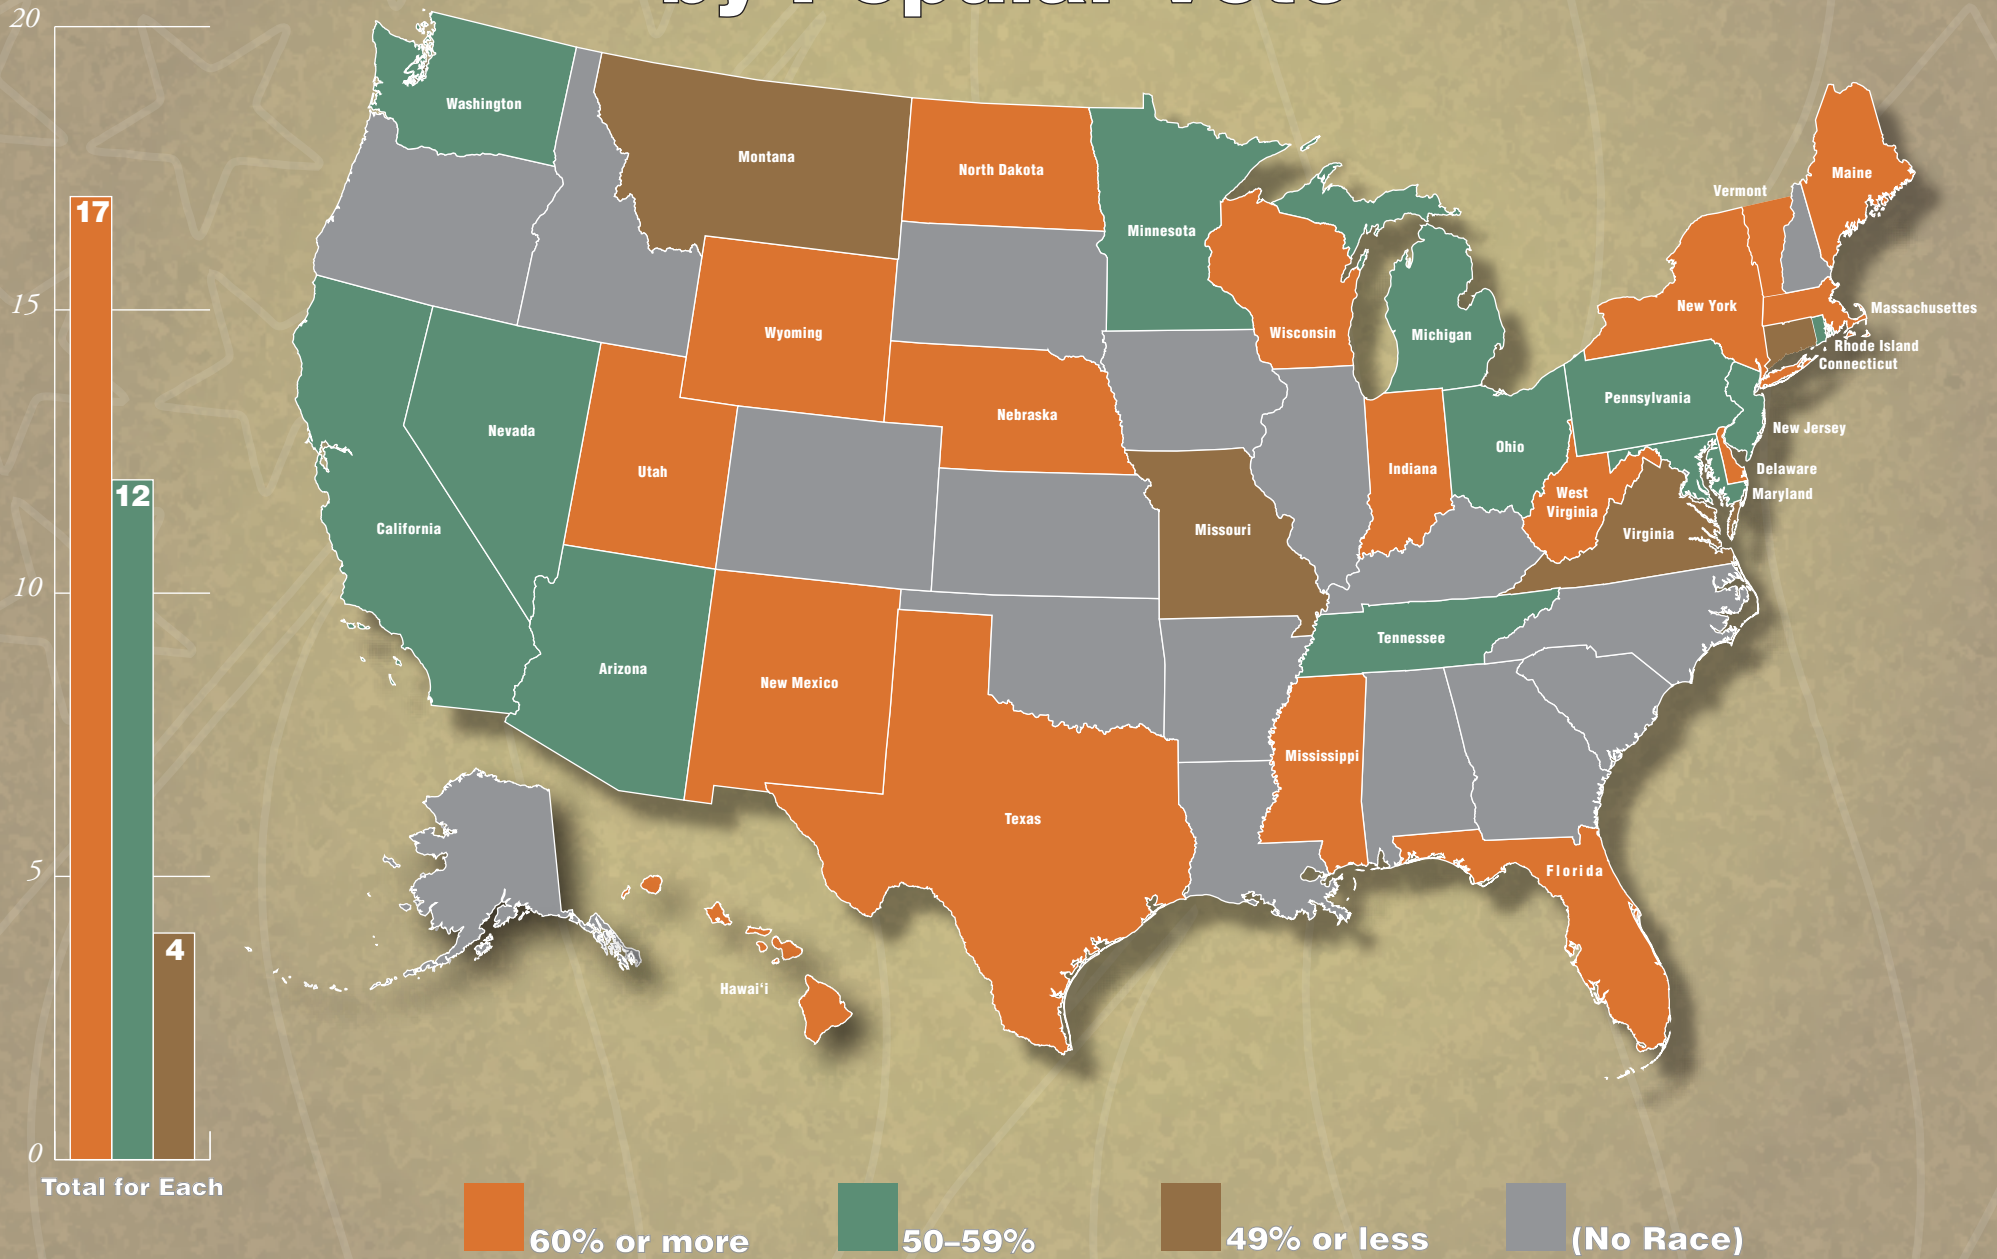 by Popular Vote
20
15
10
5
0
17
12
4
Total for Each
Washington
Montana
North Dakota
Minnesota
Wisconsin
Michigan
Wyoming
Nebraska
Nevada
Utah
California
Arizona
New Mexico
Texas
Missouri
Indiana
Ohio
Pennsylvania
New York
Vermont
Maine
Massachusettes
Rhode Island
Connecticut
New Jersey
Delaware
Maryland
West
Virginia
Virginia
Tennessee
Mississippi
Florida
Hawai‘i
60% or more
50–59%
49% or less
(No Race)